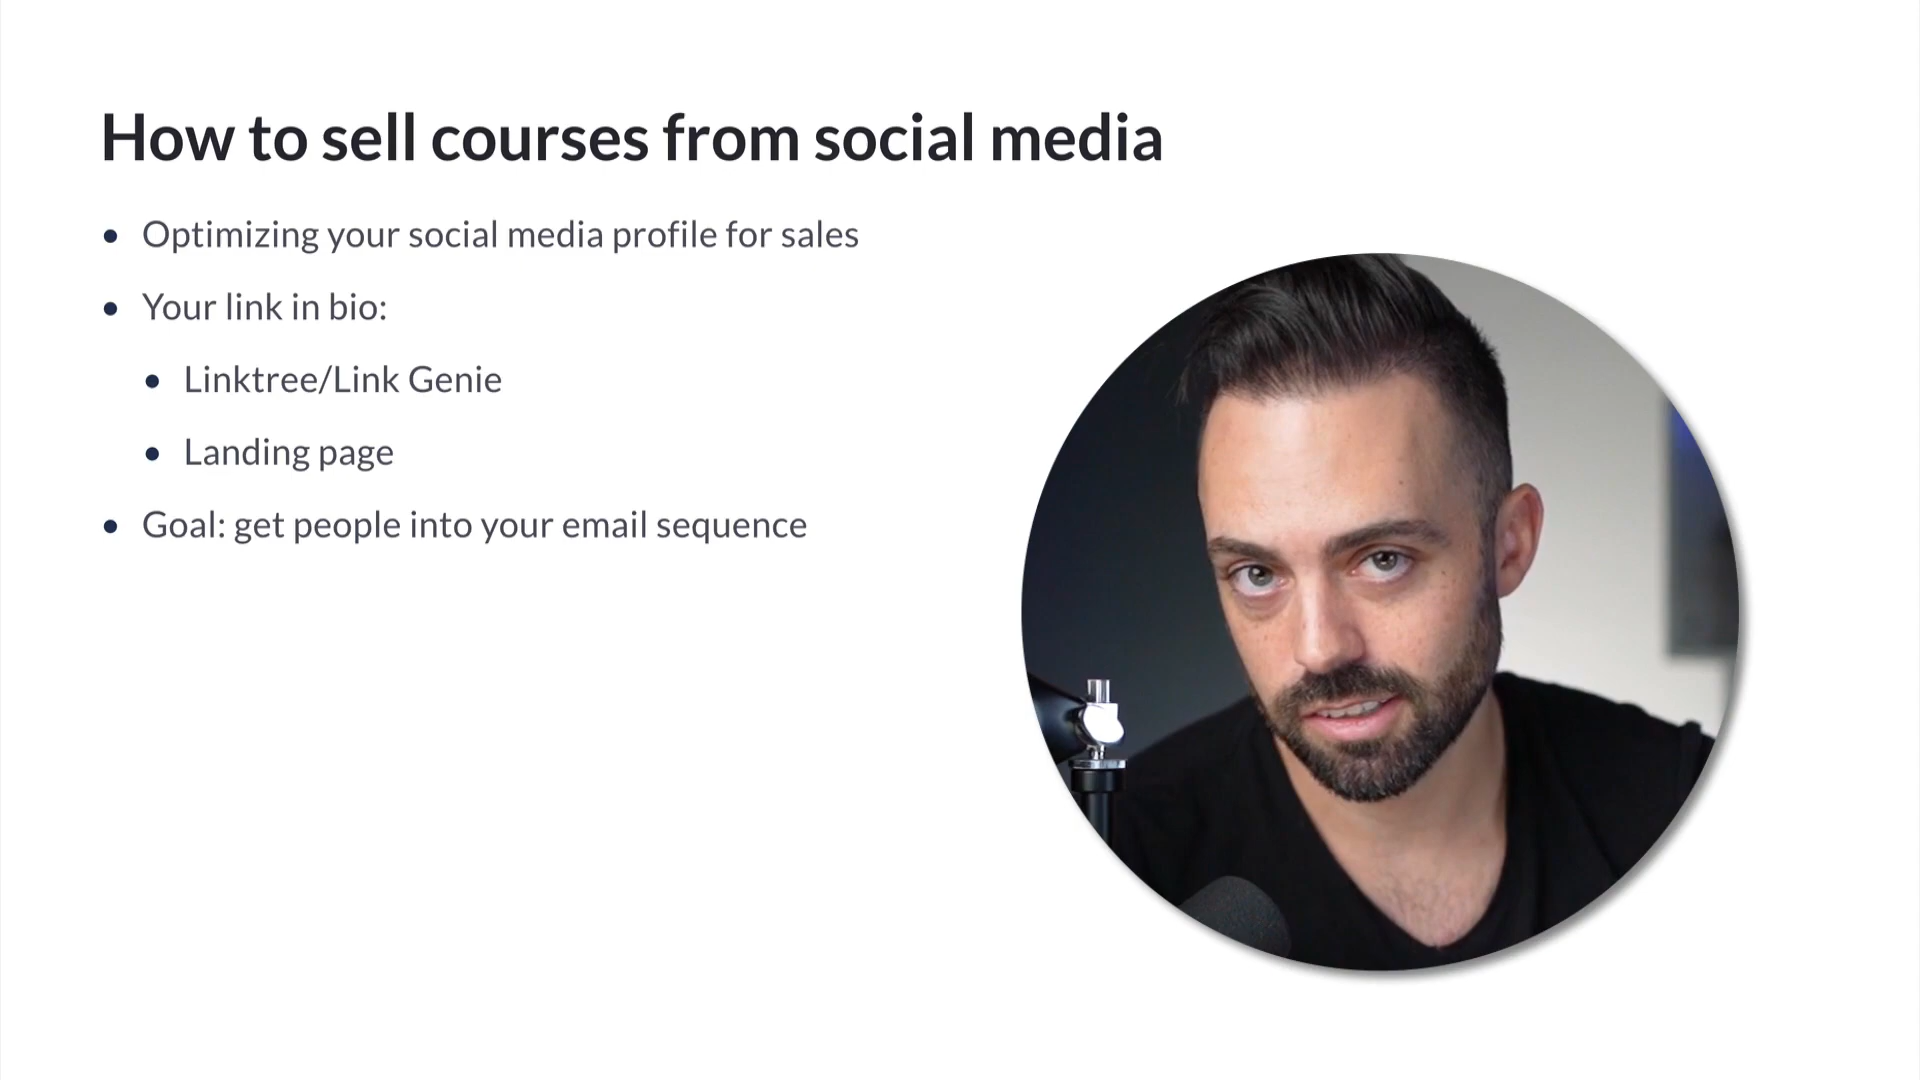 How to sell courses from social media
Optimizing your social media profile for sales
Your link in bio:
Linktree/Link Genie
Landing page
Goal: get people into your email sequence